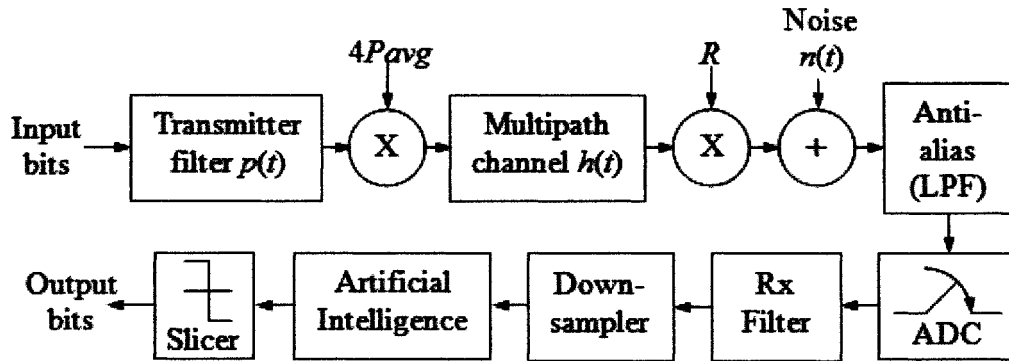 Input
bits
Transmitter
filter p(t)
4Pavg
X
Multipath
channel h(t)
R
X
Noise
n(t)
+
Anti-
alias
(LPF)
ADC
Rx
Filter
Down-
sampler
Artificial
Intelligence
Slicer
Output
bits